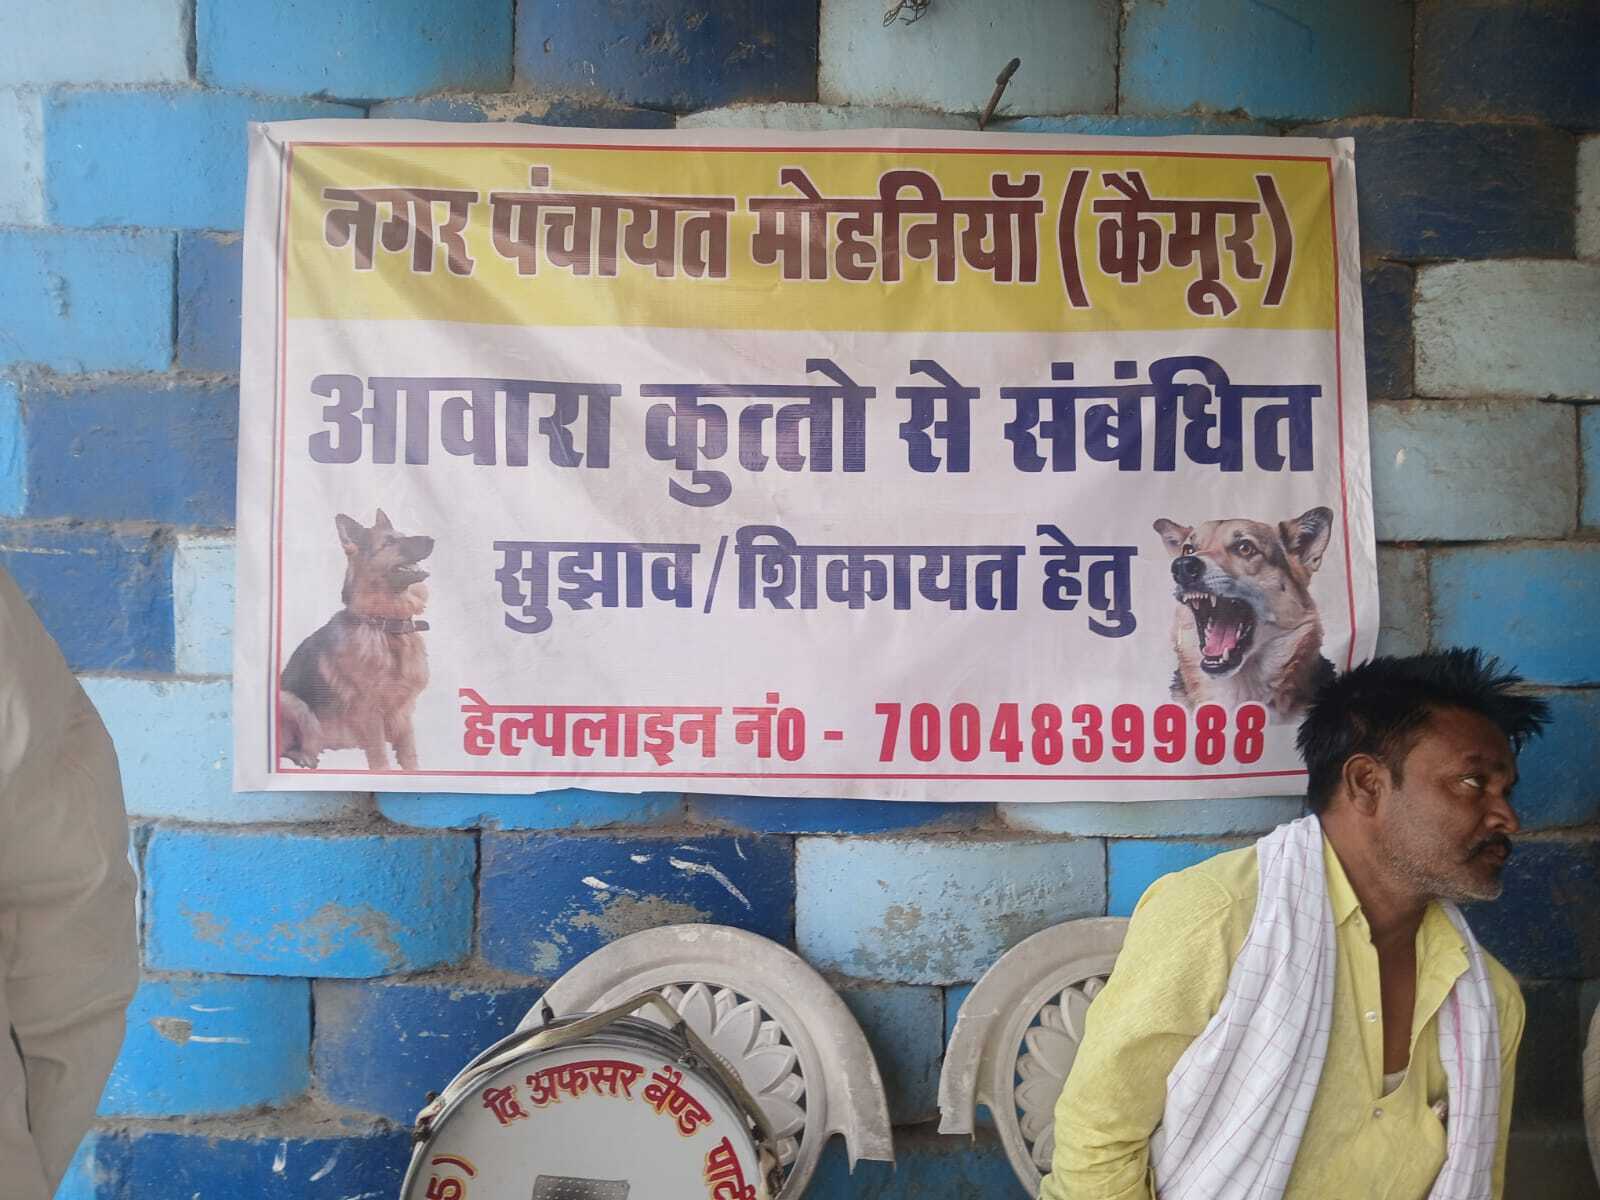 नगर पंचायत मोहनियाॅ (कैमूर)
आवारा कुत्तो से संबंधित
सुझाव/शिकायत हेतु
हेल्पलाइन नं0 - 7004839988
दि अफसर बैण्ड